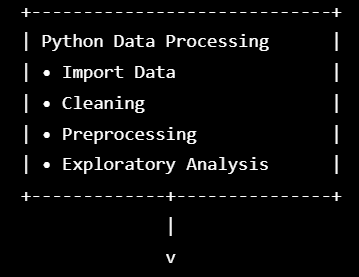 +-----------------------------+
| Python Data Processing      |
| • Import Data               |
| • Cleaning                  |
| • Preprocessing             |
| • Exploratory Analysis      |
+-------------+---------------+
              |
              v